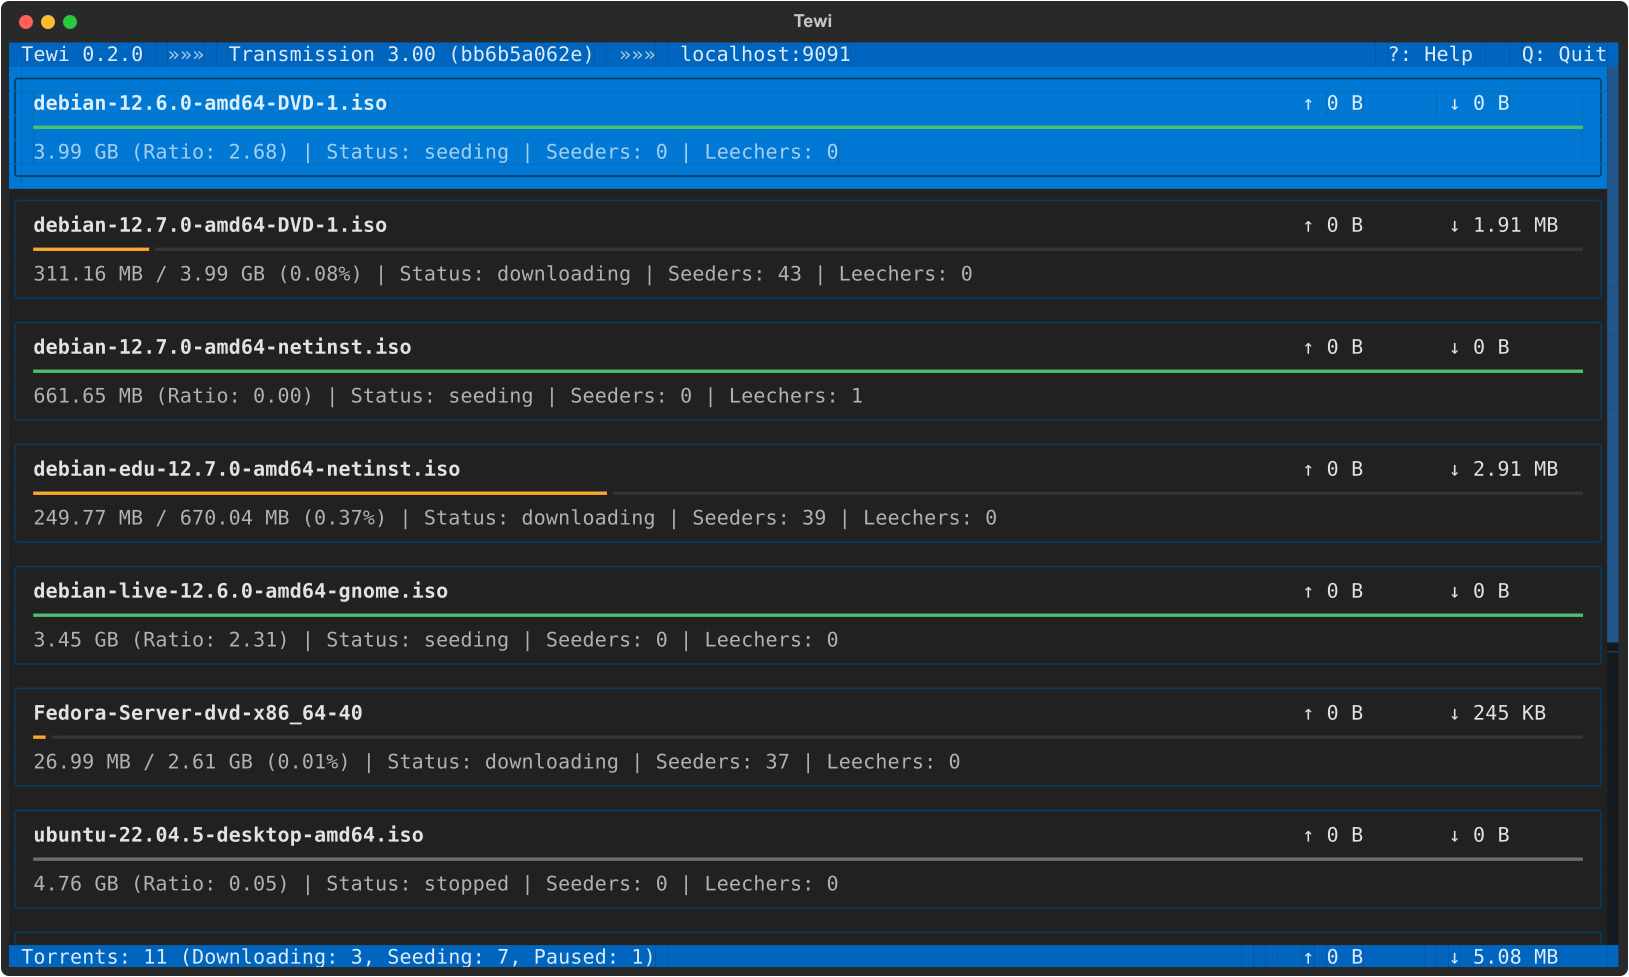 Tewi
Tewi 0.2.0 »»» Transmission 3.00 (bb6b5a062e) »»» localhost:9091 ?: Help Q: Quit
debian-12.6.0-amd64-DVD-1.iso ↑ 0 B ↓ 0 B
3.99 GB (Ratio: 2.68) | Status: seeding | Seeders: 0 | Leechers: 0
debian-12.7.0-amd64-DVD-1.iso ↑ 0 B ↓ 1.91 MB
311.16 MB / 3.99 GB (0.08%) | Status: downloading | Seeders: 43 | Leechers: 0
debian-12.7.0-amd64-netinst.iso ↑ 0 B ↓ 0 B
661.65 MB (Ratio: 0.00) | Status: seeding | Seeders: 0 | Leechers: 1
debian-edu-12.7.0-amd64-netinst.iso ↑ 0 B ↓ 2.91 MB
249.77 MB / 670.04 MB (0.37%) | Status: downloading | Seeders: 39 | Leechers: 0
debian-live-12.6.0-amd64-gnome.iso ↑ 0 B ↓ 0 B
3.45 GB (Ratio: 2.31) | Status: seeding | Seeders: 0 | Leechers: 0
Fedora-Server-dvd-x86_64-40 ↑ 0 B ↓ 245 KB
26.99 MB / 2.61 GB (0.01%) | Status: downloading | Seeders: 37 | Leechers: 0
ubuntu-22.04.5-desktop-amd64.iso ↑ 0 B ↓ 0 B
4.76 GB (Ratio: 0.05) | Status: stopped | Seeders: 0 | Leechers: 0
Torrents: 11 (Downloading: 3, Seeding: 7, Paused: 1) ↑ 0 B ↓ 5.08 MB